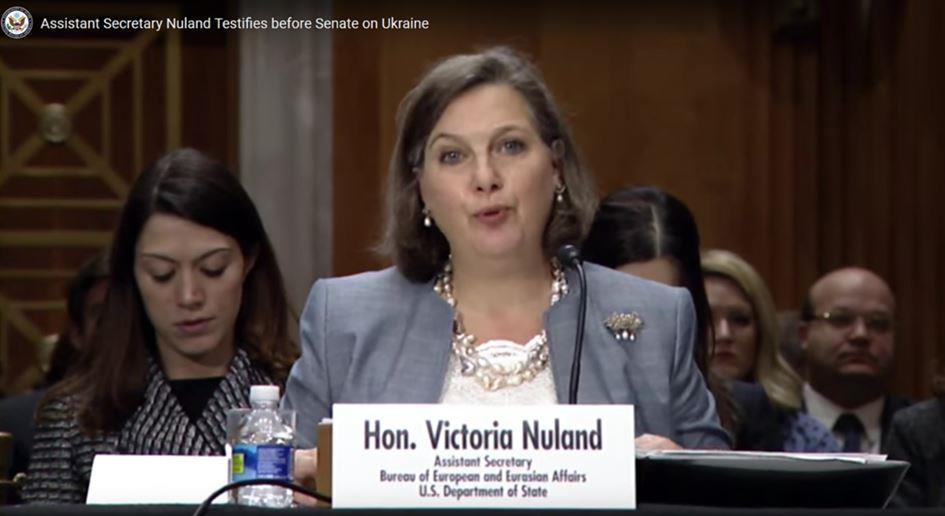 Assistant Secretary Nuland Testifies before Senate on Ukraine
Hon. Victoria Nuland
Assistant Secretary
Bureau of European and Eurasian Affairs
U.S. Department of State